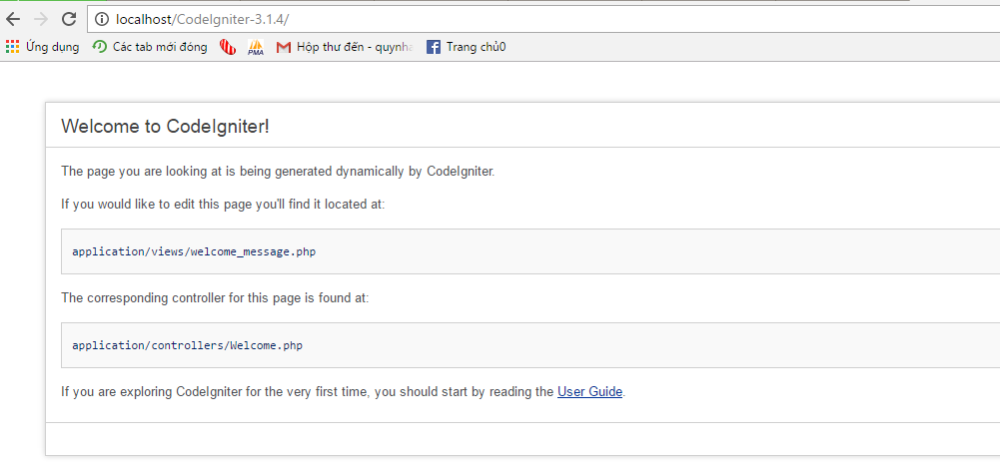 localhost/CodeIgniter-3.1.4/
Ứng dụng Các tab mới đóng PMA Hộp thư đến - quynha Trang chủ0
Welcome to CodeIgniter!
The page you are looking at is being generated dynamically by CodeIgniter.
If you would like to edit this page you'll find it located at:
application/views/welcome_message.php
The corresponding controller for this page is found at:
application/controllers/Welcome.php
If you are exploring CodeIgniter for the very first time, you should start by reading the User Guide.